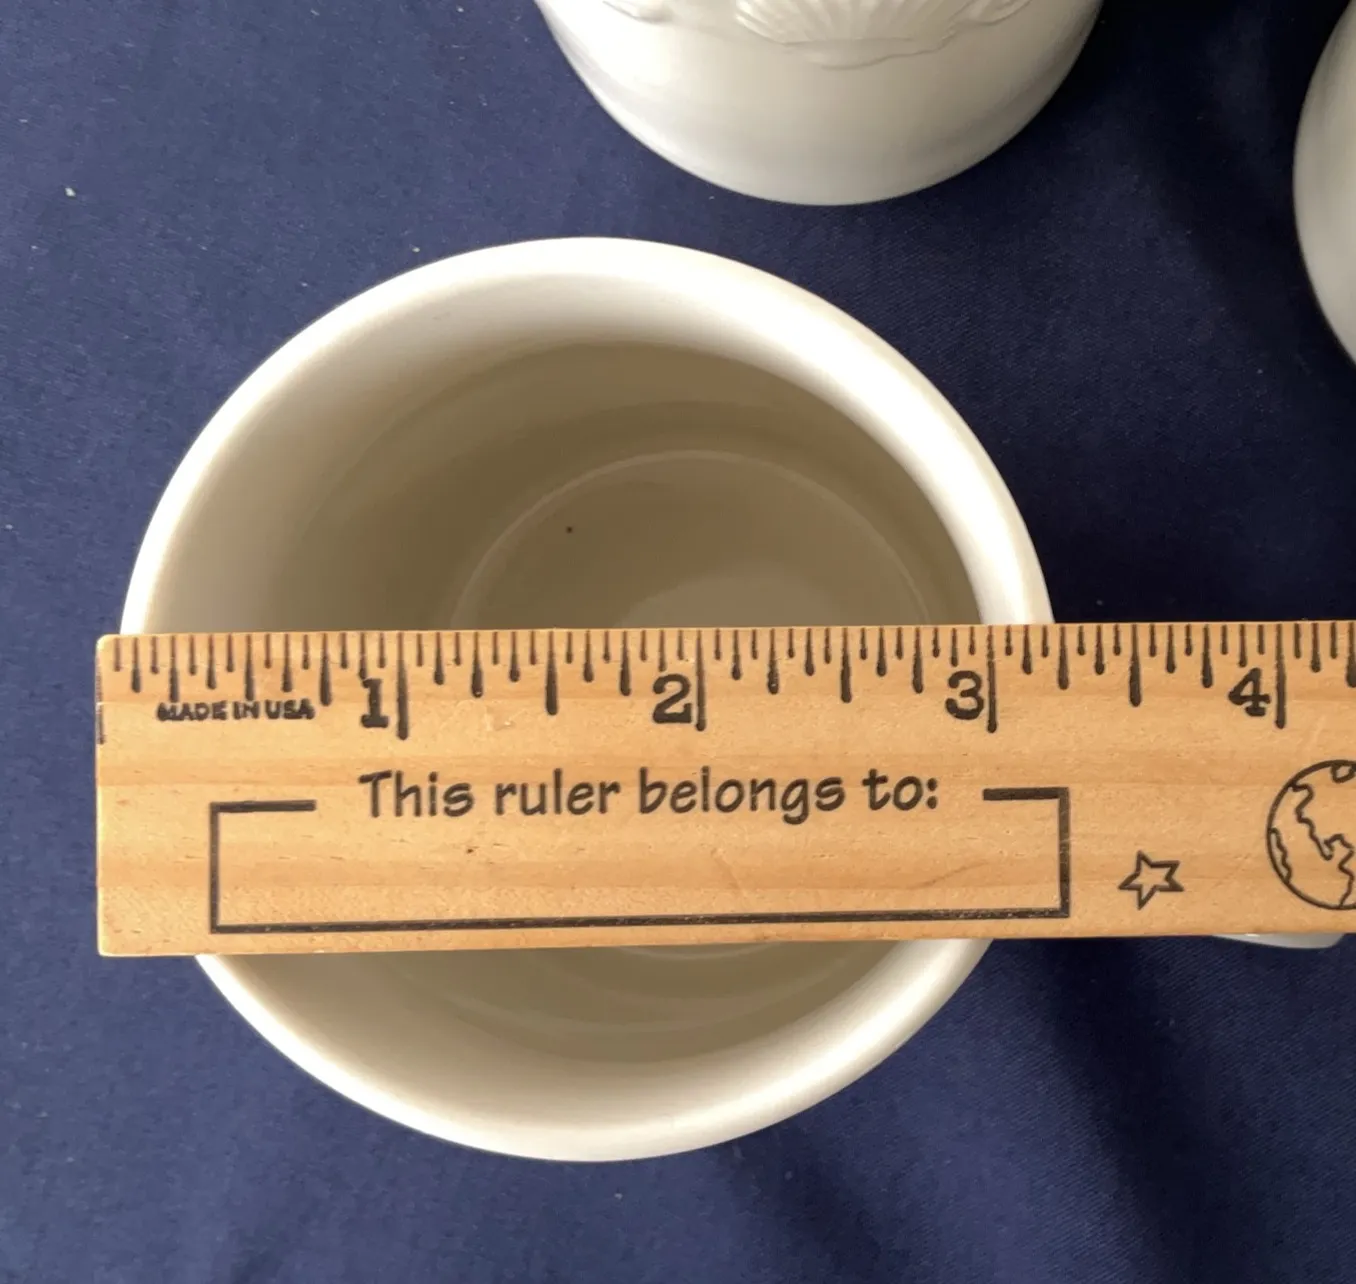 1 2 3 4
MADE IN USA
This ruler belongs to: